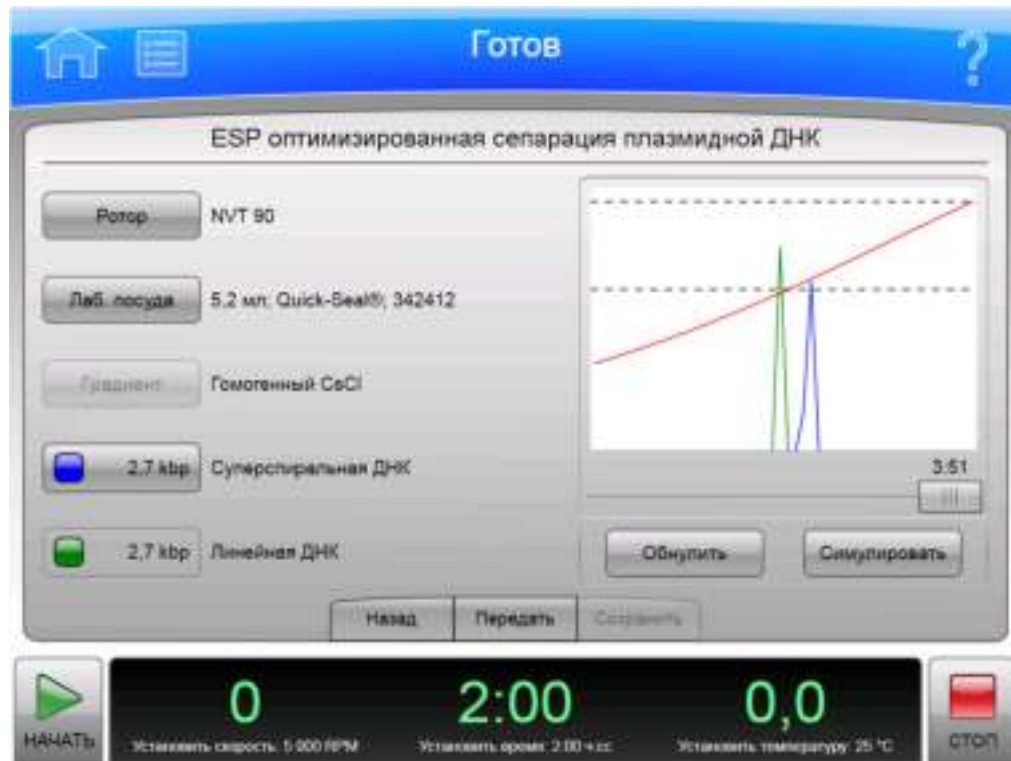 Готов
?
ESP оптимизированная сепарация плазмидной ДНК
Ротор NVT 90
Лаб. посуда 5,2 мл; Quick-Seal®; 342412
Градиент Гомогенный CsCl
2,7 kbp Суперспиральная ДНК
2,7 kbp Линейная ДНК
3:51
Обнулить Симулировать
Назад Передать Сохранить
НАЧАТЬ
0 2:00 0,0
Установить скорость: 5 000 RPM Установить время: 2:00 ч:сс Установить температуру: 25 °C
СТОП